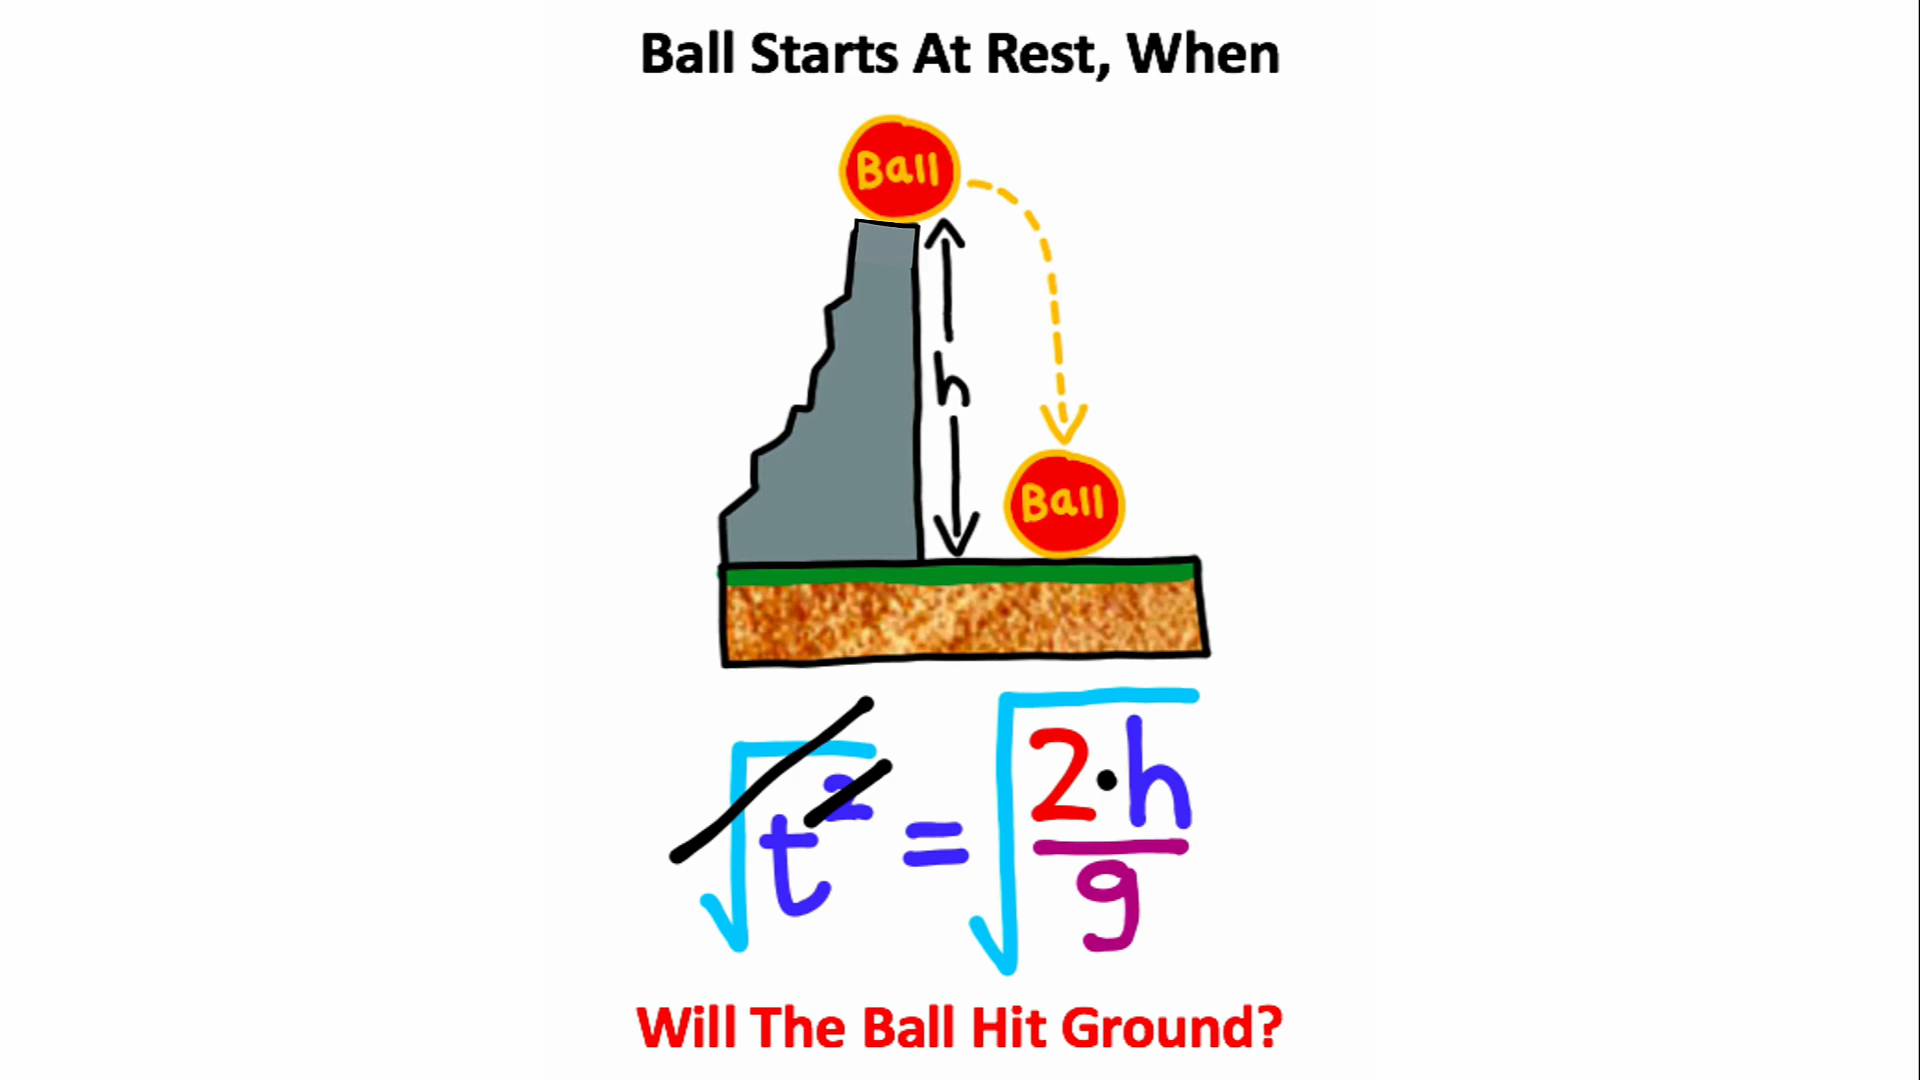 Ball Starts At Rest, When
Ball
h
Ball
√t² = √2·h/g
Will The Ball Hit Ground?